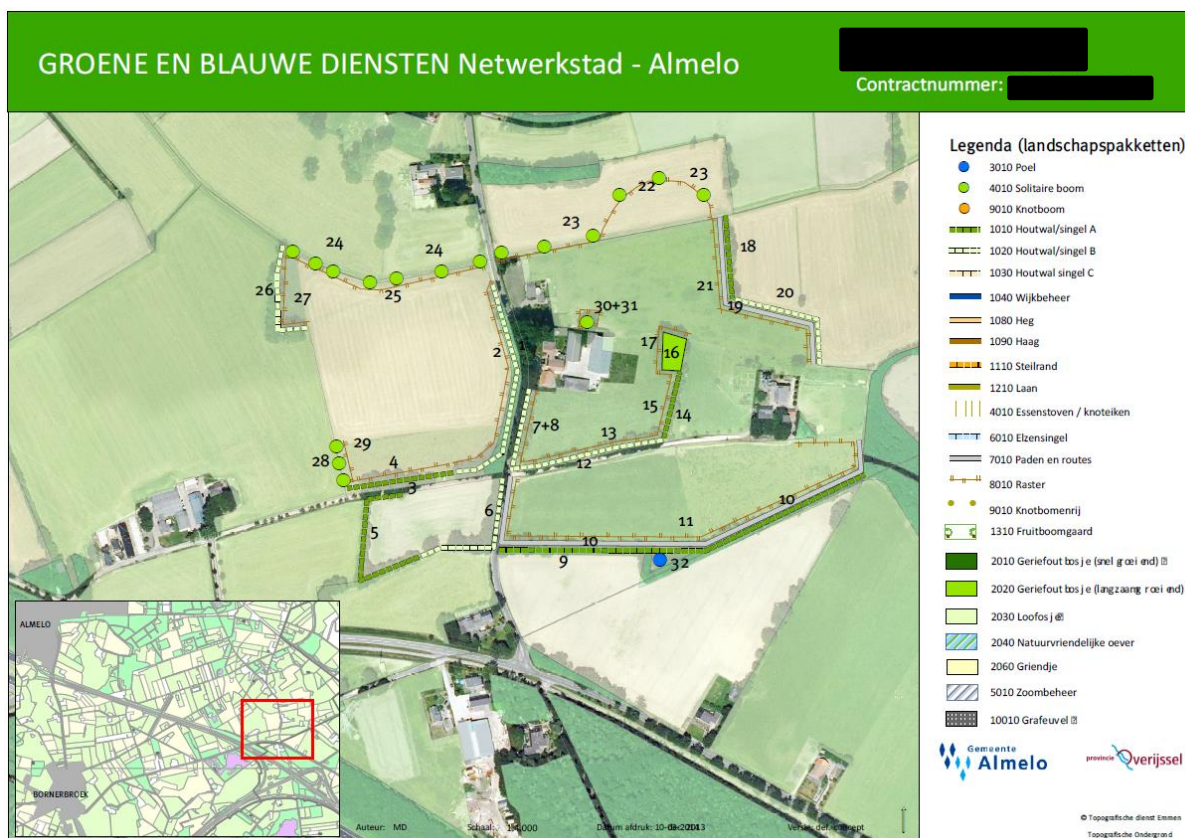 GROENE EN BLAUWE DIENSTEN Netwerkstad - Almelo
Contractnummer:
Legenda (landschapspakketten)
3010 Poel
4010 Solitaire boom
9010 Knotboom
1010 Houtwal/singel A
1020 Houtwal/singel B
1030 Houtwal singel C
1040 Wijkbeheer
1080 Heg
1090 Haag
1110 Steilrand
1210 Laan
4010 Essenstoven / knoteiken
6010 Elzensingel
7010 Paden en routes
8010 Raster
9010 Knotbomenrij
1310 Fruitboomgaard
2010 Geriefout bosje (snel groeiend)
2020 Geriefout bosje (langzaang roeiend)
2030 Loofosje
2040 Natuurvriendelijke oever
2060 Griendje
5010 Zoombeheer
10010 Grafeuvel
Gemeente
Almelo
provincie Overijssel
© Topografische dienst Emmen
Topografische Ondergrond
22
23
23
24
24
25
26
27
18
20
21
19
30+31
17
16
2
1
15
14
7+8
13
12
29
28
4
3
5
6
11
10
10
9
32
ALMELO
BORNERBROEK
Auteur: MD
Schaal:
Datum afdruk:
Versie: def. concept